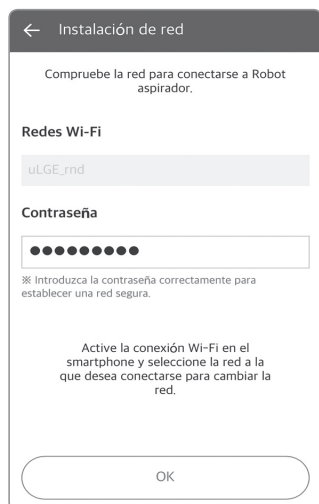 ← Instalación de red
Compruebe la red para conectarse a Robot
aspirador.
Redes Wi-Fi
uLGE_rnd
Contraseña
●●●●●●●●●
※ Introduzca la contraseña correctamente para
establecer una red segura.
Active la conexión Wi-Fi en el
smartphone y seleccione la red a la
que desea conectarse para cambiar la
red.
OK